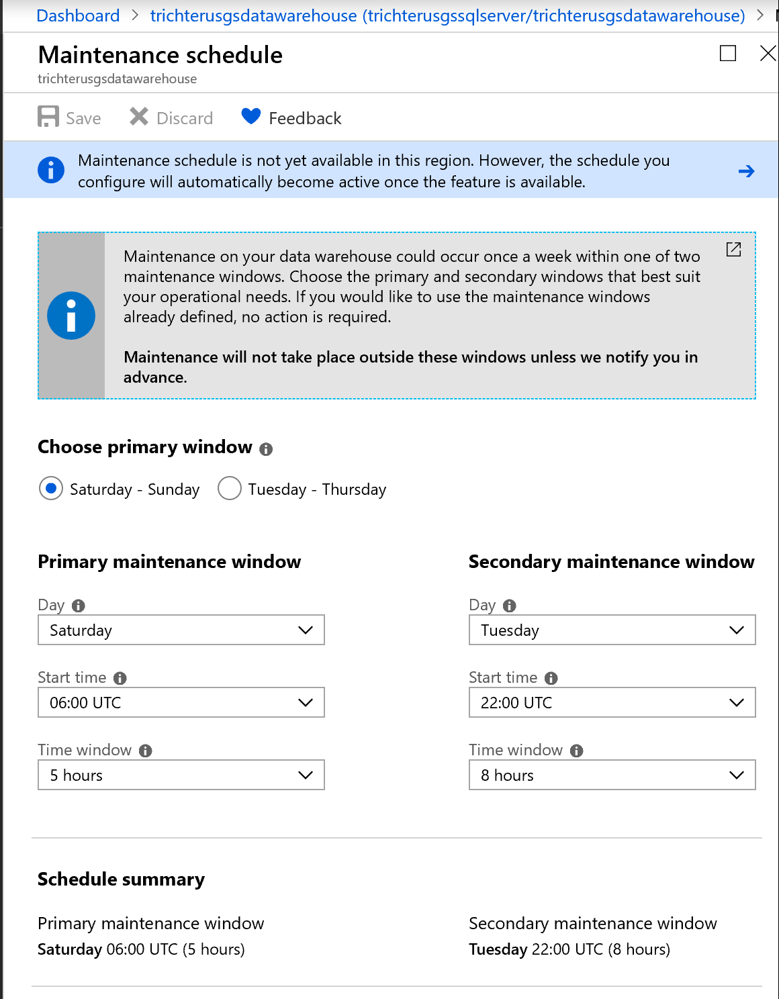 Dashboard > trichterusgsdatawarehouse (trichterusgssqlserver/trichterusgsdatawarehouse) >
Maintenance schedule
trichterusgsdatawarehouse
Save Discard Feedback
Maintenance schedule is not yet available in this region. However, the schedule you
configure will automatically become active once the feature is available.
Maintenance on your data warehouse could occur once a week within one of two
maintenance windows. Choose the primary and secondary windows that best suit
your operational needs. If you would like to use the maintenance windows
already defined, no action is required.
Maintenance will not take place outside these windows unless we notify you in
advance.
Choose primary window
Saturday - Sunday Tuesday - Thursday
Primary maintenance window
Day
Saturday
Start time
06:00 UTC
Time window
5 hours
Secondary maintenance window
Day
Tuesday
Start time
22:00 UTC
Time window
8 hours
Schedule summary
Primary maintenance window
Saturday 06:00 UTC (5 hours)
Secondary maintenance window
Tuesday 22:00 UTC (8 hours)